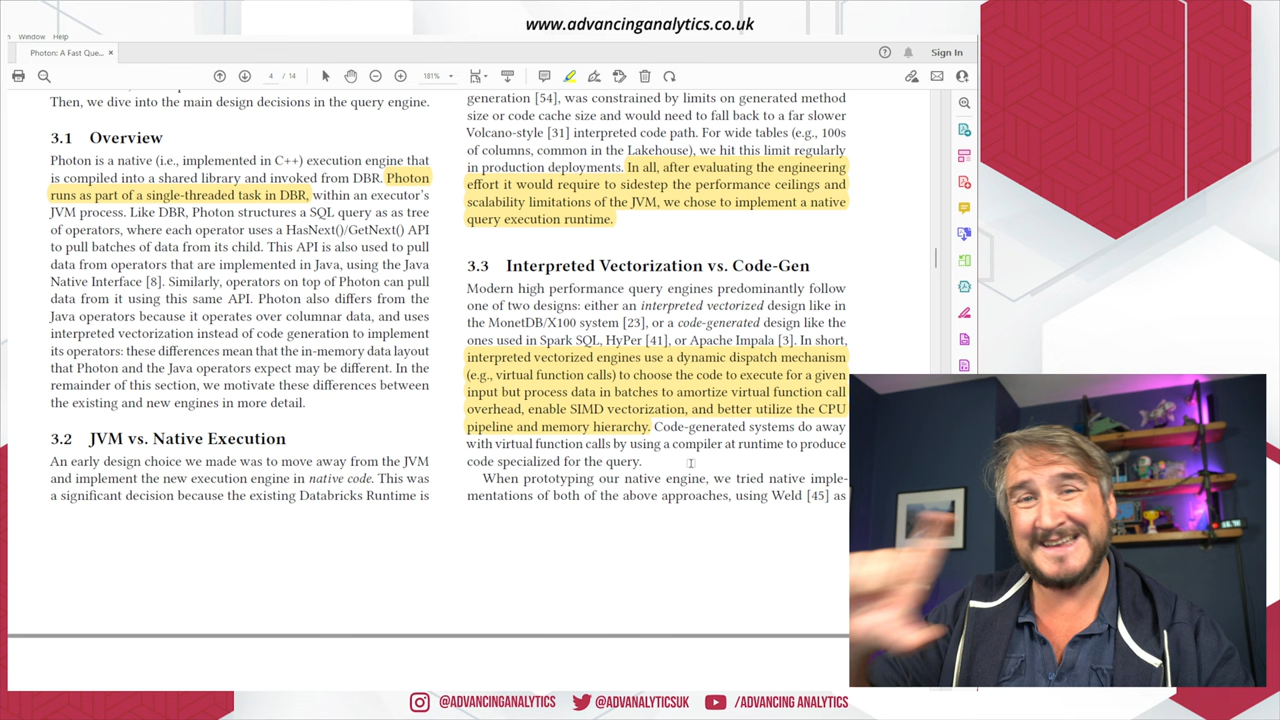 www.advancinganalytics.co.uk
Window Help
Photon: A Fast Que... ×
Sign In
4 / 14
181%
Then, we dive into the main design decisions in the query engine.
3.1 Overview
Photon is a native (i.e., implemented in C++) execution engine that
is compiled into a shared library and invoked from DBR. Photon
runs as part of a single-threaded task in DBR, within an executor's
JVM process. Like DBR, Photon structures a SQL query as as tree
of operators, where each operator uses a HasNext()/GetNext() API
to pull batches of data from its child. This API is also used to pull
data from operators that are implemented in Java, using the Java
Native Interface [8]. Similarly, operators on top of Photon can pull
data from it using this same API. Photon also differs from the
Java operators because it operates over columnar data, and uses
interpreted vectorization instead of code generation to implement
its operators: these differences mean that the in-memory data layout
that Photon and the Java operators expect may be different. In the
remainder of this section, we motivate these differences between
the existing and new engines in more detail.
3.2 JVM vs. Native Execution
An early design choice we made was to move away from the JVM
and implement the new execution engine in native code. This was
a significant decision because the existing Databricks Runtime is
generation [54], was constrained by limits on generated method
size or code cache size and would need to fall back to a far slower
Volcano-style [31] interpreted code path. For wide tables (e.g., 100s
of columns, common in the Lakehouse), we hit this limit regularly
in production deployments. In all, after evaluating the engineering
effort it would require to sidestep the performance ceilings and
scalability limitations of the JVM, we chose to implement a native
query execution runtime.
3.3 Interpreted Vectorization vs. Code-Gen
Modern high performance query engines predominantly follow
one of two designs: either an interpreted vectorized design like in
the MonetDB/X100 system [23], or a code-generated design like the
ones used in Spark SQL, HyPer [41], or Apache Impala [3]. In short,
interpreted vectorized engines use a dynamic dispatch mechanism
(e.g., virtual function calls) to choose the code to execute for a given
input but process data in batches to amortize virtual function call
overhead, enable SIMD vectorization, and better utilize the CPU
pipeline and memory hierarchy. Code-generated systems do away
with virtual function calls by using a compiler at runtime to produce
code specialized for the query.
When prototyping our native engine, we tried native imple-
mentations of both of the above approaches, using Weld [45] as
@ADVANCINGANALYTICS
@ADVANALYTICSUK
/ADVANCING ANALYTICS